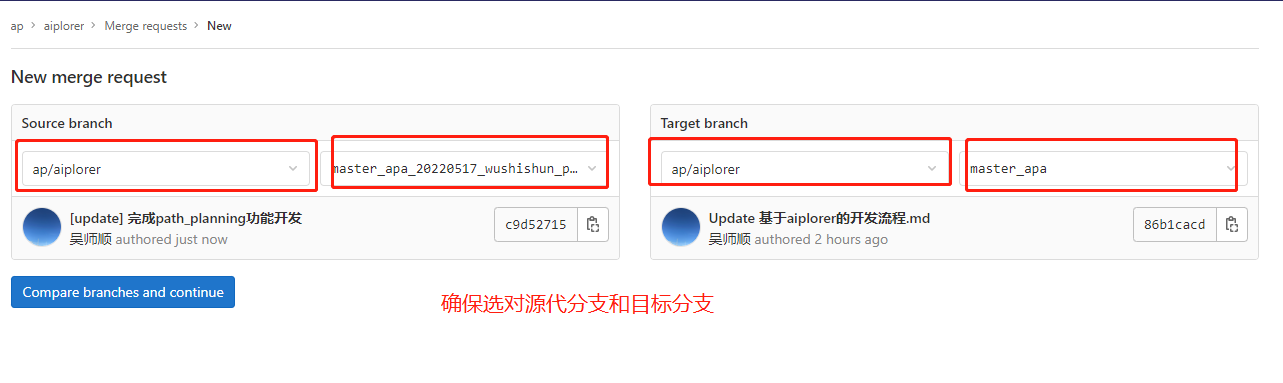 ap > aiplorer > Merge requests > New
New merge request
Source branch
ap/aiplorer
master_apa_20220517_wushishun_p...
[update] 完成path_planning功能开发
吴师顺 authored just now
c9d52715
Target branch
ap/aiplorer
master_apa
Update 基于aiplorer的开发流程.md
吴师顺 authored 2 hours ago
86b1cacd
Compare branches and continue
确保选对源代分支和目标分支